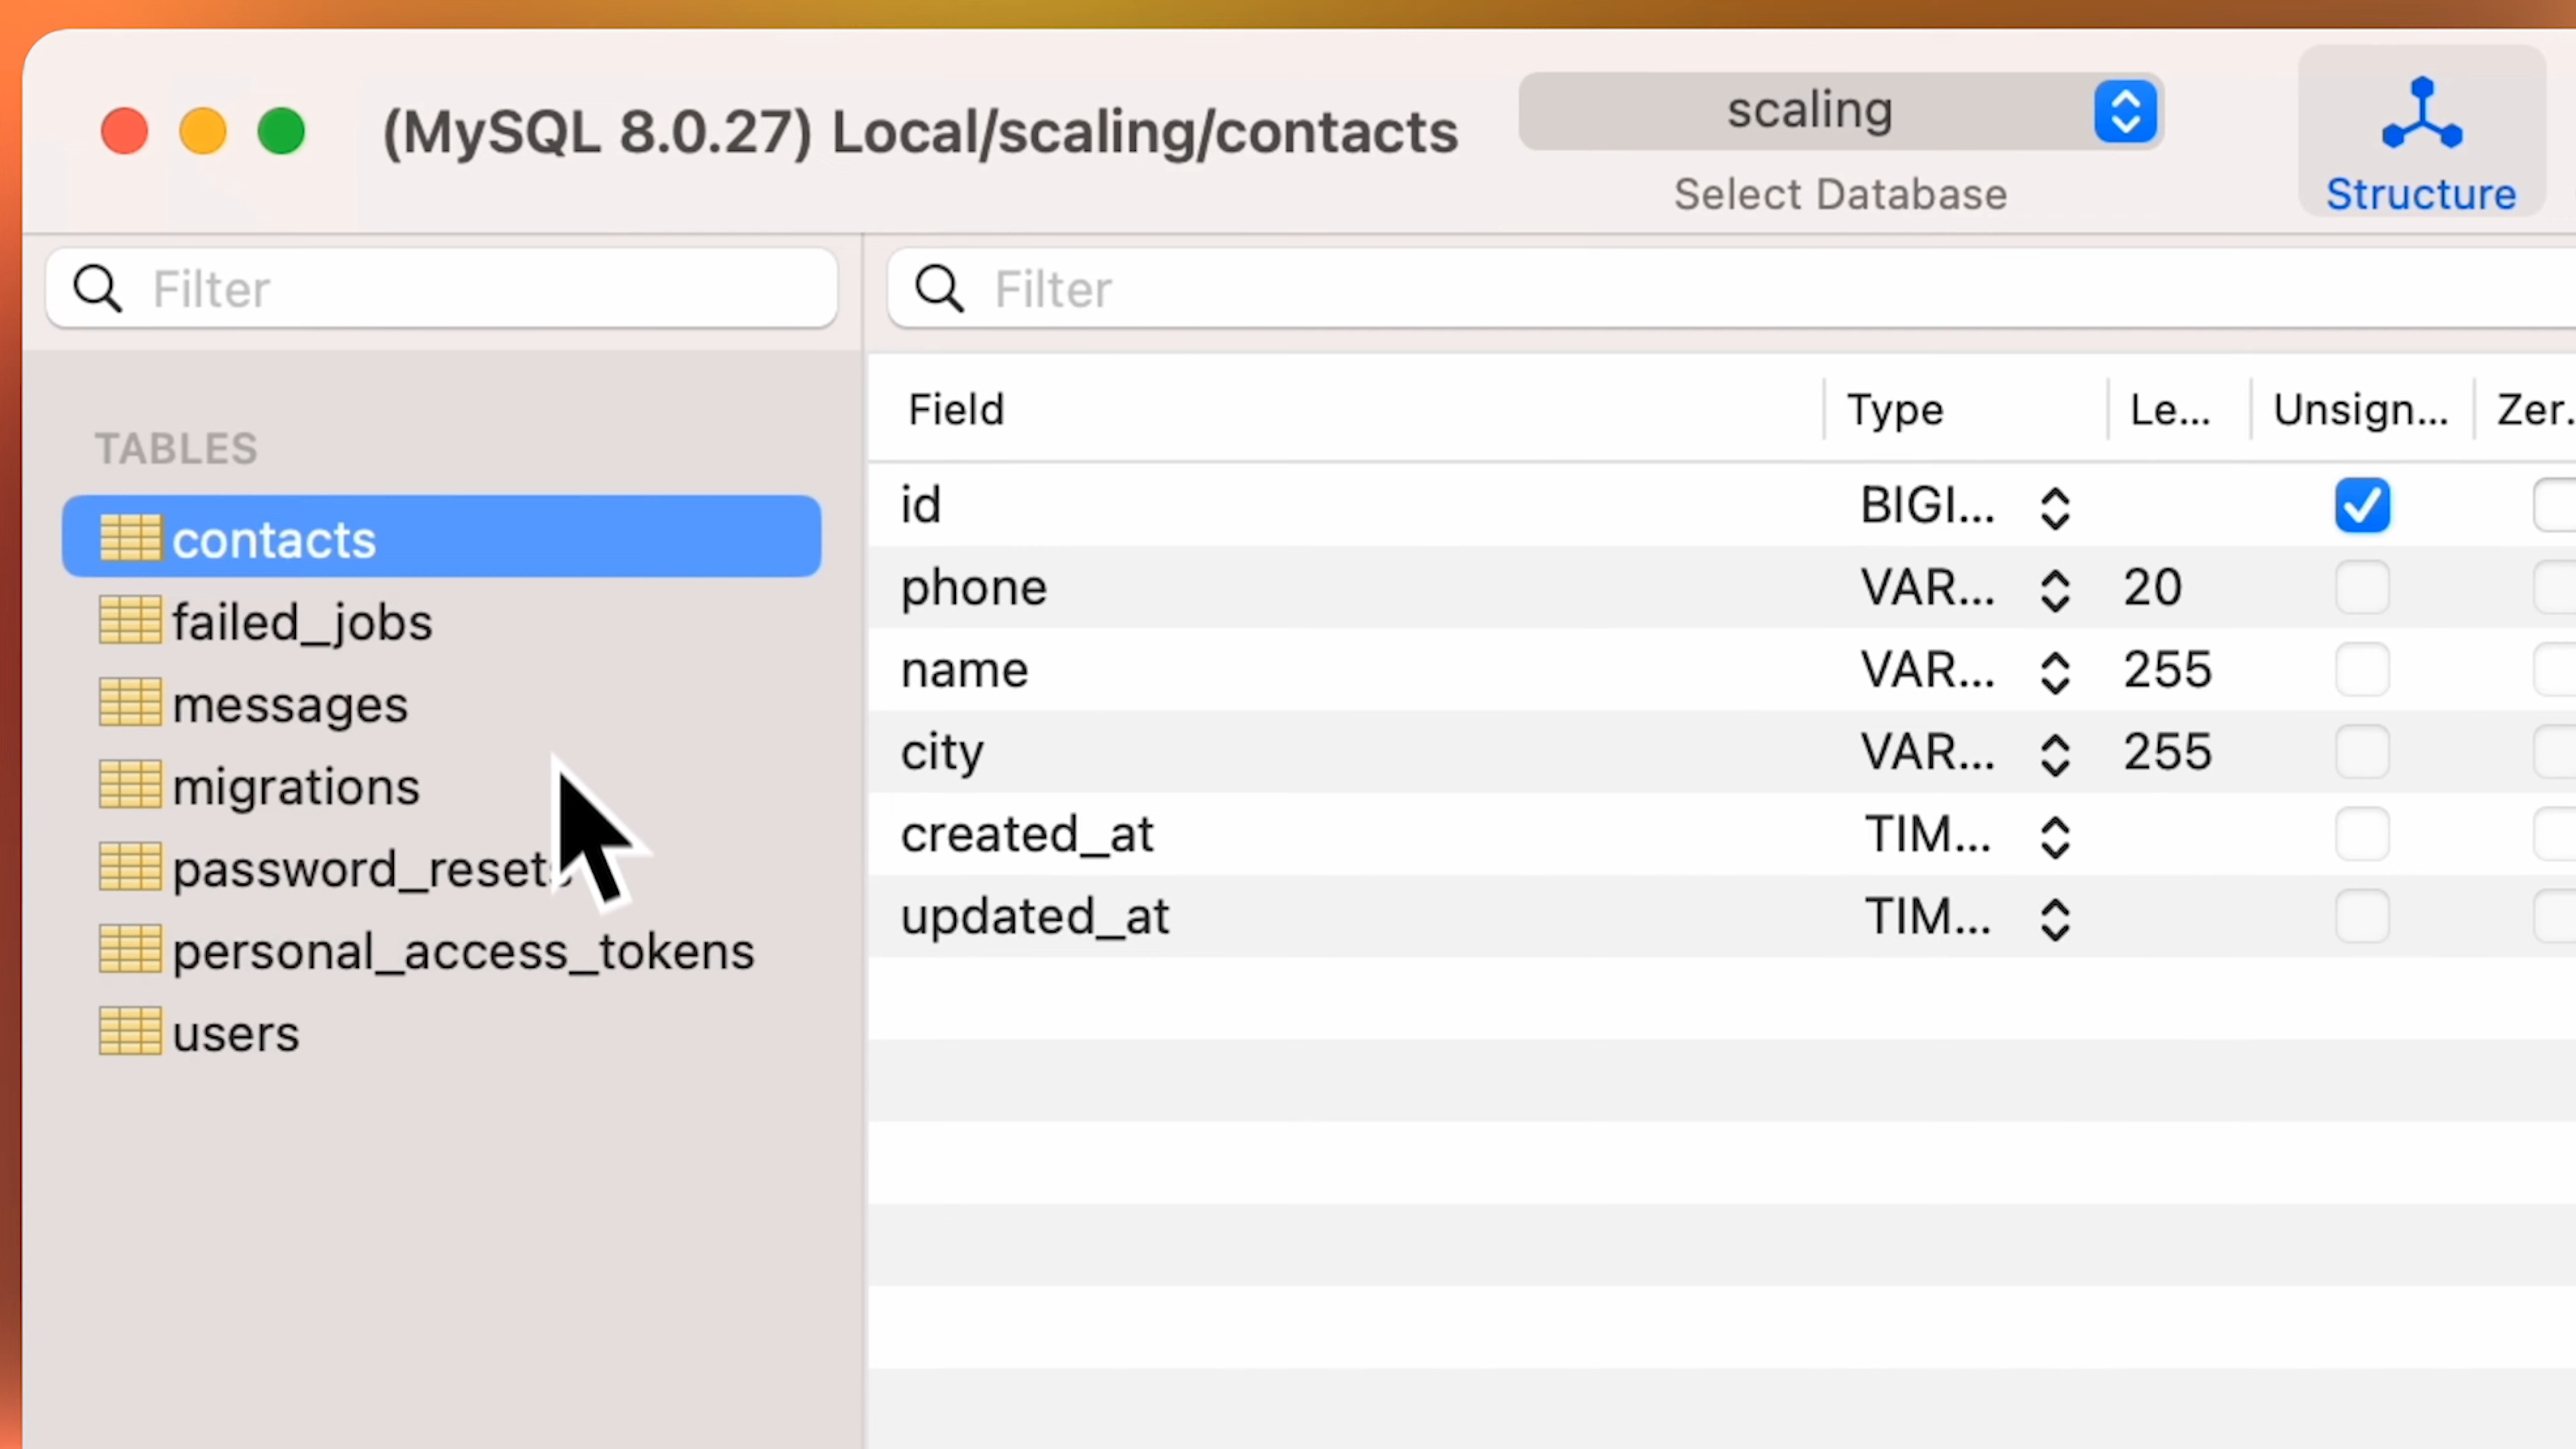 (MySQL 8.0.27) Local/scaling/contacts
scaling
Select Database
Structure
Filter
Filter
TABLES
contacts
failed_jobs
messages
migrations
password_resets
personal_access_tokens
users
Field Type Le... Unsign... Zer.
id BIGI...
phone VAR... 20
name VAR... 255
city VAR... 255
created_at TIM...
updated_at TIM...